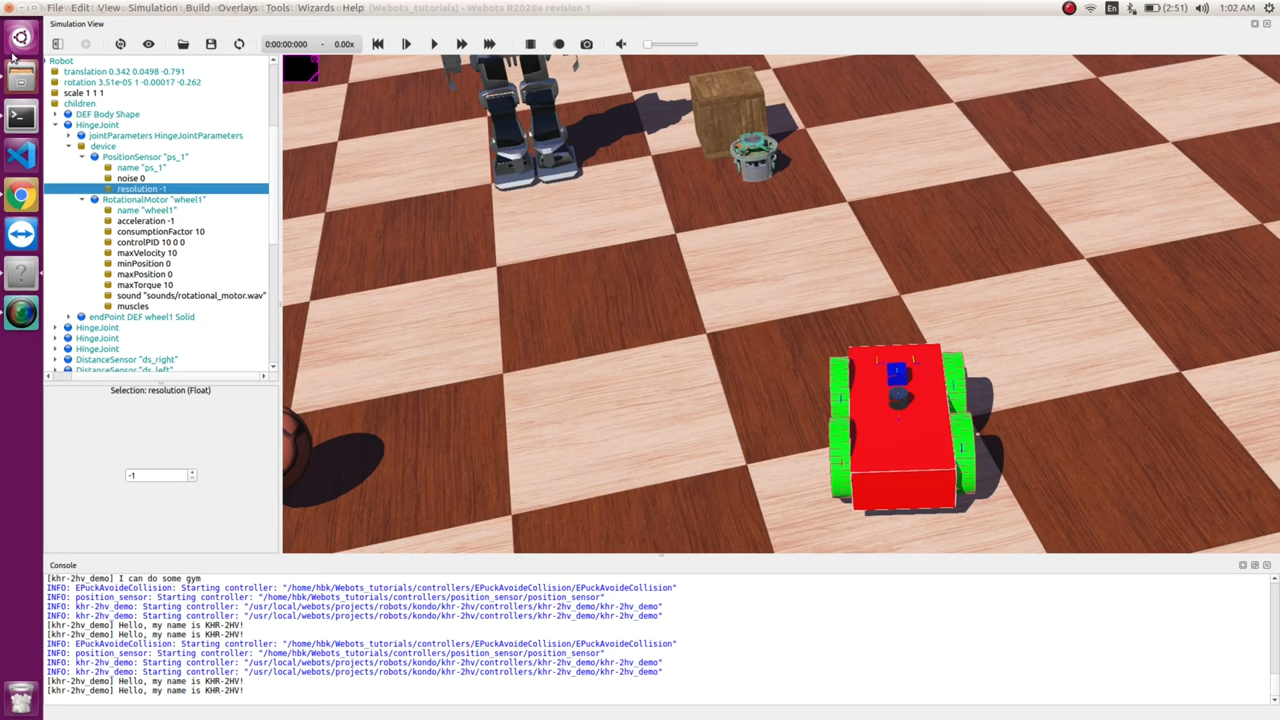 File Edit View Simulation Build Overlays Tools Wizards Help (Webots_tutorials) - Webots R2020a revision 1
En (2:51) 1:02 AM
Simulation View
0:00:00:000 - 0.00x
Robot
translation 0.342 0.0498 -0.791
rotation 3.51e-05 1 -0.00017 -0.262
scale 1 1 1
children
DEF Body Shape
HingeJoint
jointParameters HingeJointParameters
device
PositionSensor "ps_1"
name "ps_1"
noise 0
resolution -1
RotationalMotor "wheel1"
name "wheel1"
acceleration -1
consumptionFactor 10
controlPID 10 0 0
maxVelocity 10
minPosition 0
maxPosition 0
maxTorque 10
sound "sounds/rotational_motor.wav"
muscles
endPoint DEF wheel1 Solid
HingeJoint
HingeJoint
HingeJoint
DistanceSensor "ds_right"
DistanceSensor "ds_left"
Selection: resolution (Float)
-1
Console
[khr-2hv_demo] I can do some gym
INFO: EPuckAvoideCollision: Starting controller: "/home/hbk/Webots_tutorials/controllers/EPuckAvoideCollision/EPuckAvoideCollision"
INFO: position_sensor: Starting controller: "/home/hbk/Webots_tutorials/controllers/position_sensor/position_sensor"
INFO: khr-2hv_demo: Starting controller: "/usr/local/webots/projects/robots/kondo/khr-2hv/controllers/khr-2hv_demo/khr-2hv_demo"
INFO: khr-2hv_demo: Starting controller: "/usr/local/webots/projects/robots/kondo/khr-2hv/controllers/khr-2hv_demo/khr-2hv_demo"
[khr-2hv_demo] Hello, my name is KHR-2HV!
[khr-2hv_demo] Hello, my name is KHR-2HV!
INFO: EPuckAvoideCollision: Starting controller: "/home/hbk/Webots_tutorials/controllers/EPuckAvoideCollision/EPuckAvoideCollision"
INFO: position_sensor: Starting controller: "/home/hbk/Webots_tutorials/controllers/position_sensor/position_sensor"
INFO: khr-2hv_demo: Starting controller: "/usr/local/webots/projects/robots/kondo/khr-2hv/controllers/khr-2hv_demo/khr-2hv_demo"
INFO: khr-2hv_demo: Starting controller: "/usr/local/webots/projects/robots/kondo/khr-2hv/controllers/khr-2hv_demo/khr-2hv_demo"
[khr-2hv_demo] Hello, my name is KHR-2HV!
[khr-2hv_demo] Hello, my name is KHR-2HV!